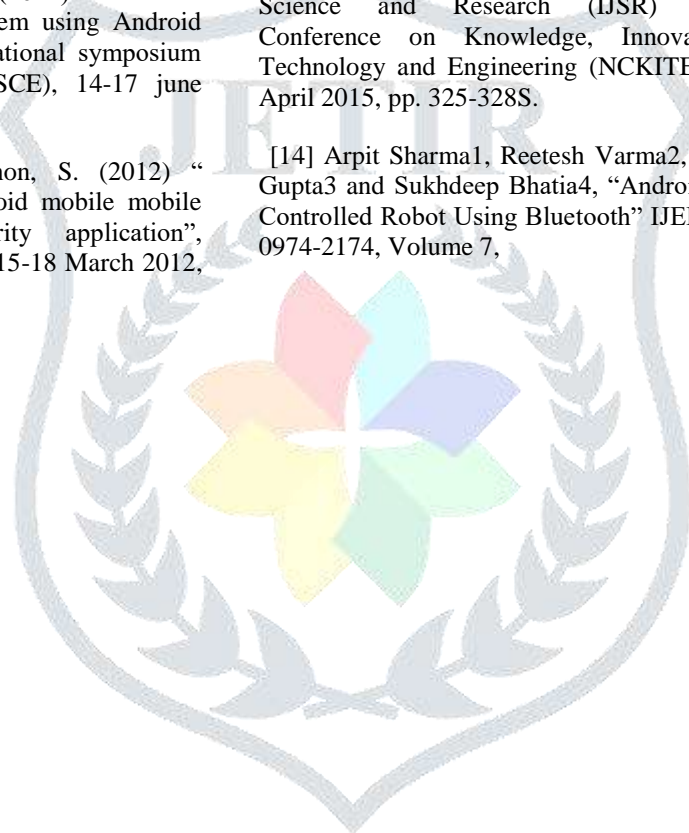 em using Android
ational symposium
SCE), 14-17 june
non, S. (2012) “
oid mobile mobile
rity application”,
15-18 March 2012,
Science and Research (IJSR)
Conference on Knowledge, Innova
Technology and Engineering (NCKITE
April 2015, pp. 325-328S.
[14] Arpit Sharma1, Reetesh Varma2,
Gupta3 and Sukhdeep Bhatia4, “Andro
Controlled Robot Using Bluetooth” IJE
0974-2174, Volume 7,
JETIR